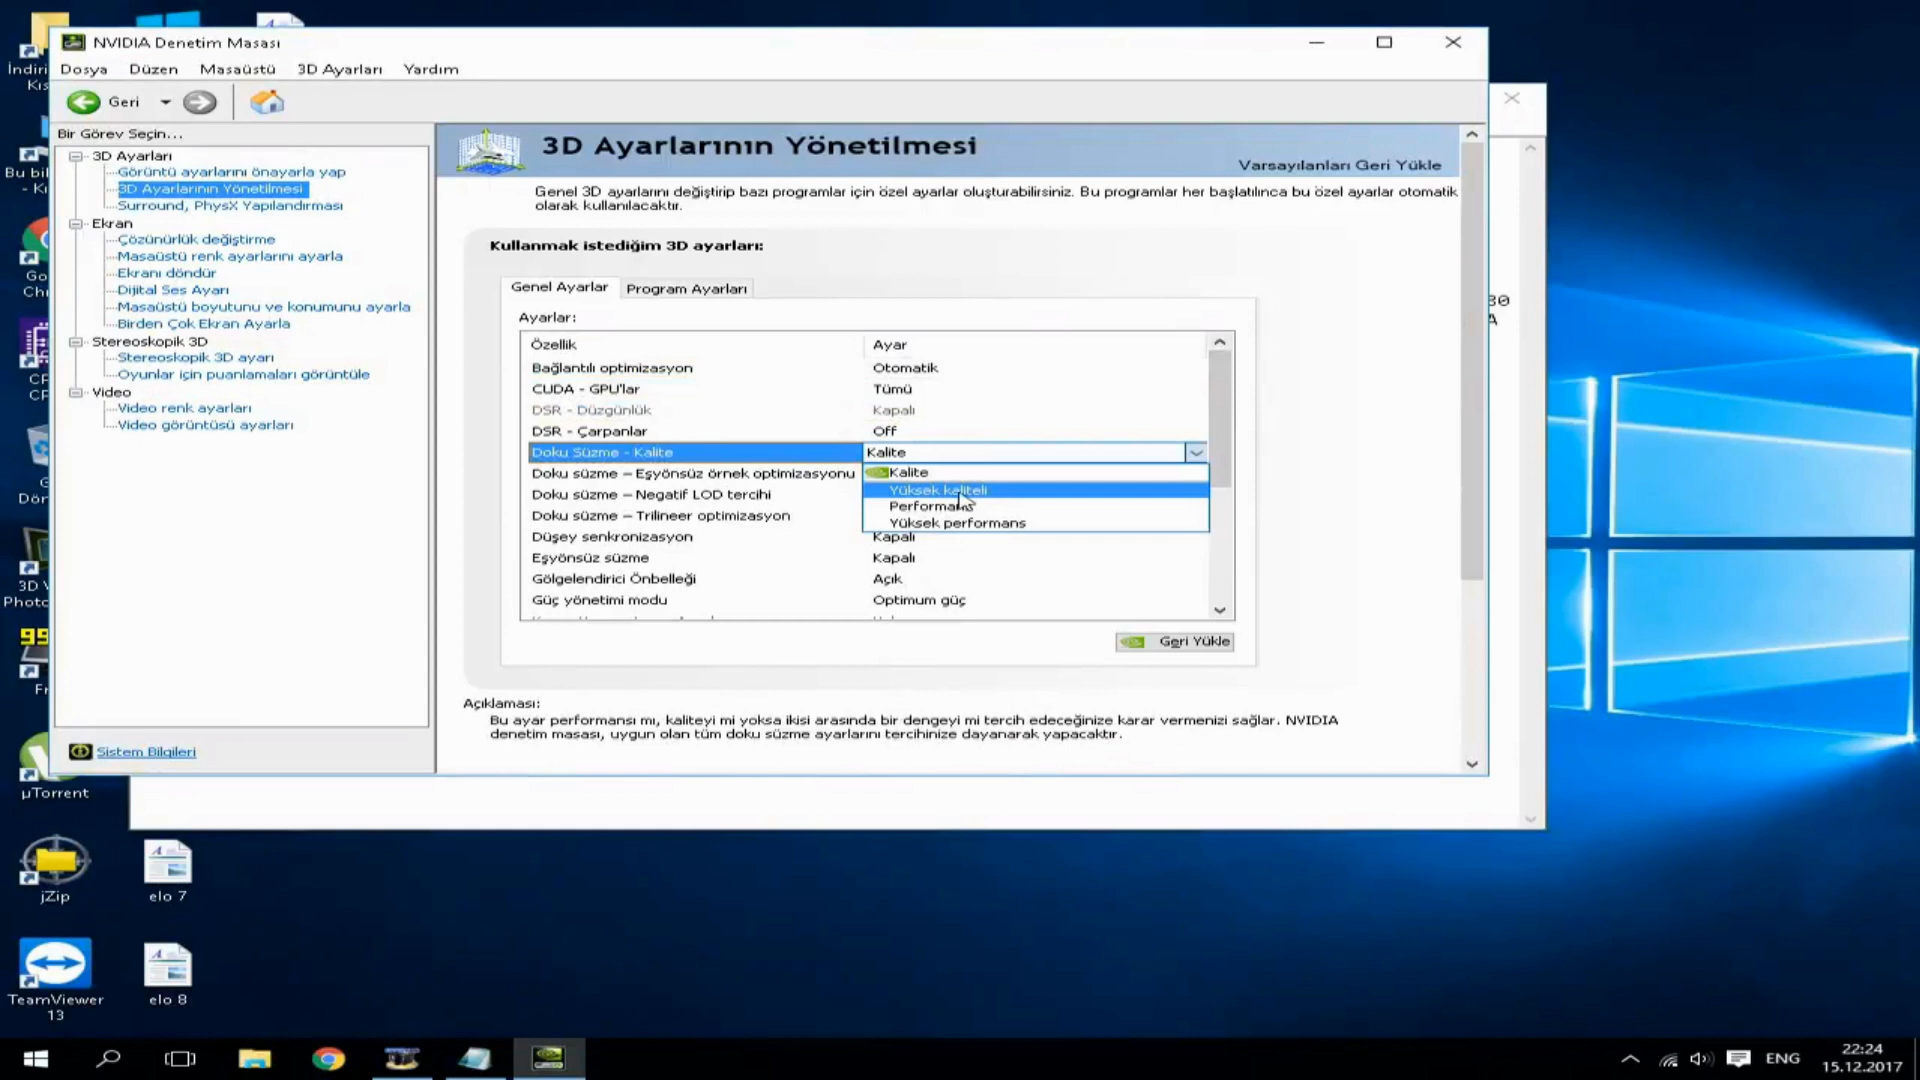 NVIDIA Denetim Masası
Dosya Düzen Masaüstü 3D Ayarları Yardım
Geri
Bir Görev Seçin...
3D Ayarları
Görüntü ayarlarını önayarla yap
3D Ayarlarının Yönetilmesi
Surround, PhysX Yapılandırması
Ekran
Çözünürlük değiştirme
Masaüstü renk ayarlarını ayarla
Ekranı döndür
Dijital Ses Ayarı
Masaüstü boyutunu ve konumunu ayarla
Birden Çok Ekran Ayarla
Stereoskopik 3D
Stereoskopik 3D ayarı
Oyunlar için puanlamaları görüntüle
Video
Video renk ayarları
Video görüntüsü ayarları
Sistem Bilgileri
3D Ayarlarının Yönetilmesi
Varsayılanları Geri Yükle
Genel 3D ayarlarını değiştirip bazı programlar için özel ayarlar oluşturabilirsiniz. Bu programlar her başlatılınca bu özel ayarlar otomatik
olarak kullanılacaktır.
Kullanmak istediğim 3D ayarları:
Genel Ayarlar Program Ayarları
Ayarlar:
Özellik Ayar
Bağlantılı optimizasyon Otomatik
CUDA - GPU'lar Tümü
DSR - Düzgünlük Kapalı
DSR - Çarpanlar Off
Doku Süzme - Kalite Kalite
Doku süzme – Eşyönsüz örnek optimizasyonu Kalite
Doku süzme – Negatif LOD tercihi Yüksek kaliteli
Performans
Doku süzme – Trilineer optimizasyon Yüksek performans
Düşey senkronizasyon Kapalı
Eşyönsüz süzme Kapalı
Gölgelendirici Önbelleği Açık
Güç yönetimi modu Optimum güç
Geri Yükle
Açıklaması:
Bu ayar performansı mı, kaliteyi mi yoksa ikisi arasında bir dengeyi mi tercih edeceğinize karar vermenizi sağlar. NVIDIA
denetim masası, uygun olan tüm doku süzme ayarlarını tercihinize dayanarak yapacaktır.
µTorrent
jZip
elo 7
TeamViewer
13
elo 8
ENG
22:24
15.12.2017